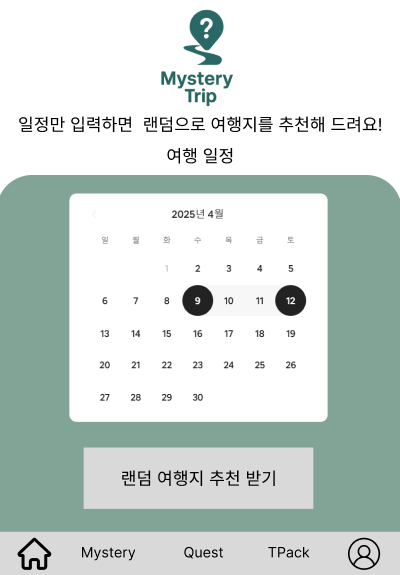 Mystery
Trip
일정만 입력하면 랜덤으로 여행지를 추천해 드려요!
여행 일정
2025년 4월
일 월 화 수 목 금 토
1 2 3 4 5
6 7 8 9 10 11 12
13 14 15 16 17 18 19
20 21 22 23 24 25 26
27 28 29 30
랜덤 여행지 추천 받기
Mystery Quest TPack